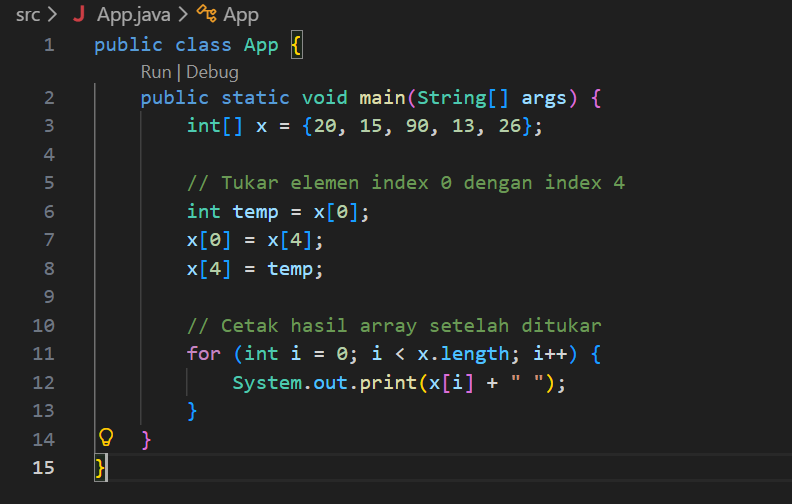 src > J App.java > App
1 public class App {
Run | Debug
2 public static void main(String[] args) {
3 int[] x = {20, 15, 90, 13, 26};
4
5 // Tukar elemen index 0 dengan index 4
6 int temp = x[0];
7 x[0] = x[4];
8 x[4] = temp;
9
10 // Cetak hasil array setelah ditukar
11 for (int i = 0; i < x.length; i++) {
12 System.out.print(x[i] + " ");
13 }
14 }
15 }